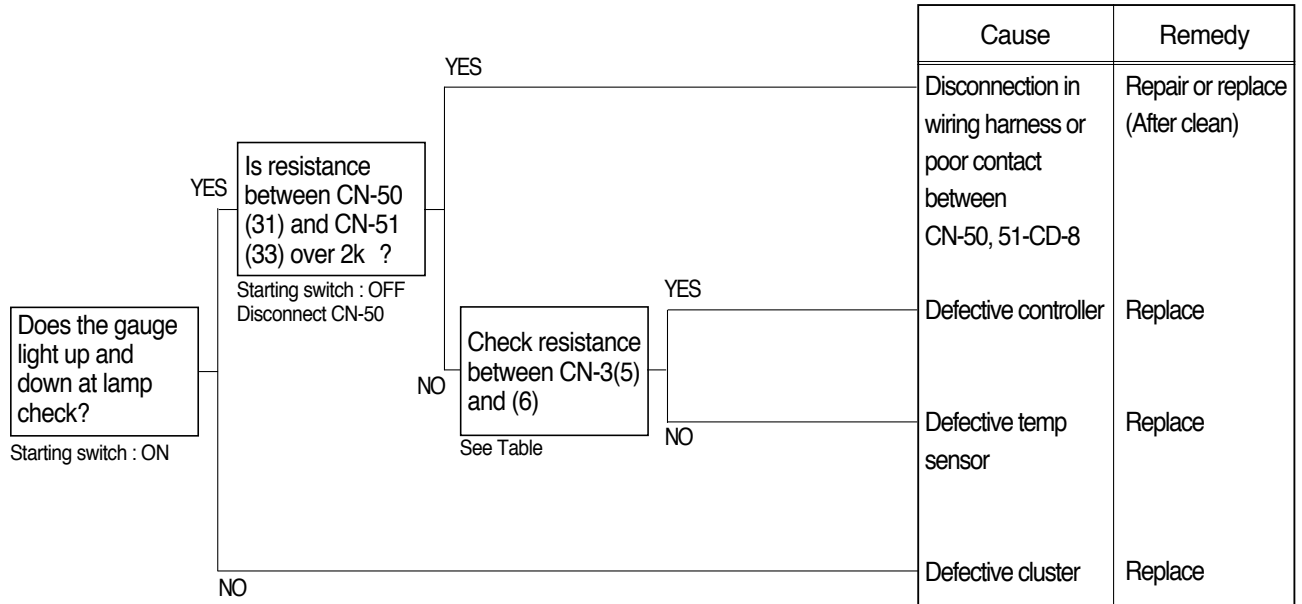 Cause
Remedy
YES
Disconnection in
wiring harness or
poor contact
between
CN-50, 51-CD-8
Repair or replace
(After clean)
YES
Is resistance
between CN-50
(31) and CN-51
(33) over 2k ?
Starting switch : OFF
Disconnect CN-50
YES
Defective controller
Replace
Does the gauge
light up and
down at lamp
check?
Starting switch : ON
NO
Check resistance
between CN-3(5)
and (6)
See Table
NO
Defective temp
sensor
Replace
NO
Defective cluster
Replace